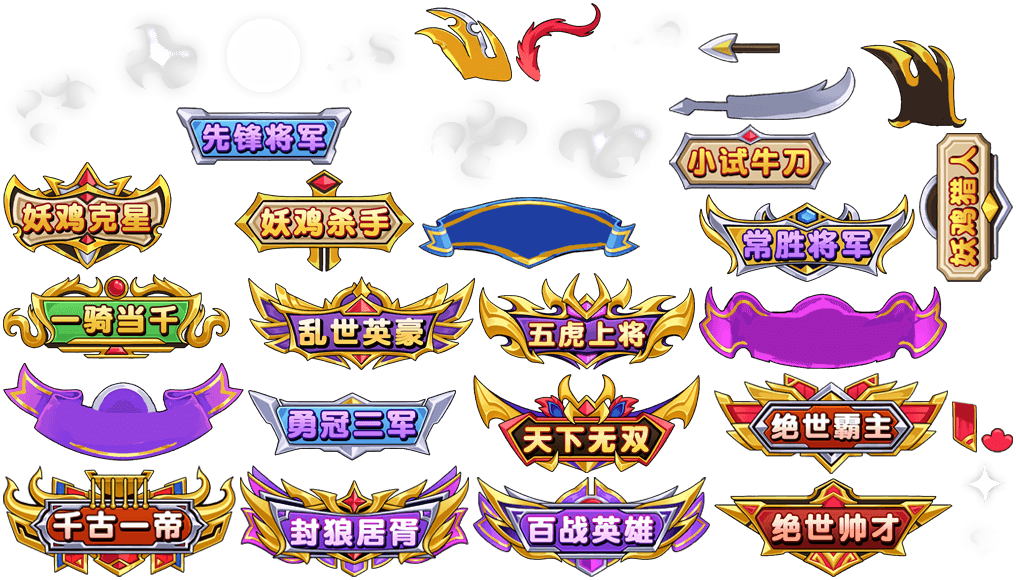 先锋将军
小试牛刀
妖鸡猎人
妖鸡克星
妖鸡杀手
常胜将军
一骑当千
乱世英豪
五虎上将
勇冠三军
天下无双
绝世霸主
千古一帝
封狼居胥
百战英雄
绝世帅才